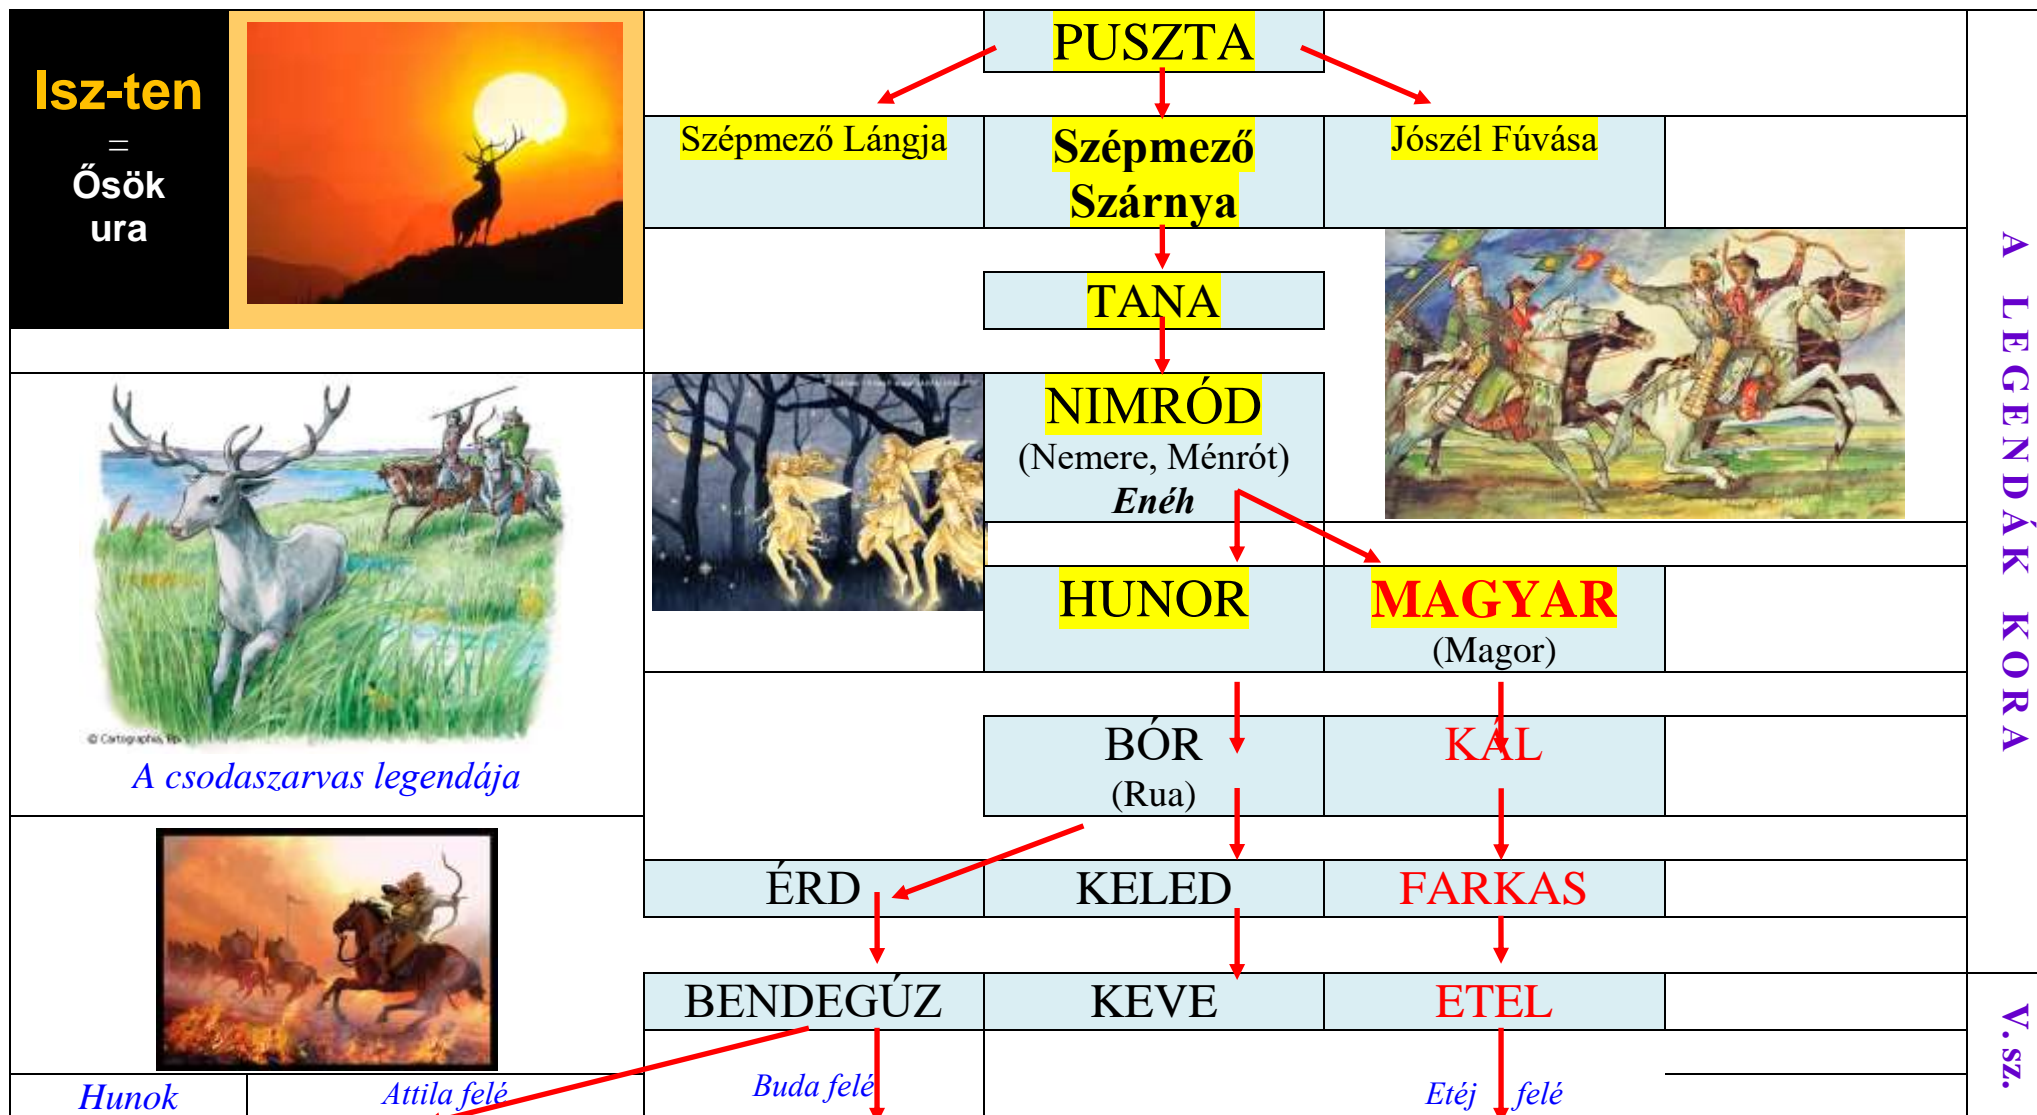 Isz-ten
=
Ősök
ura
PUSZTA
Szépmező Lángja
Szépmező
Szárnya
Jószél Fúvása
TANA
NIMRÓD
(Nemere, Ménrót)
Enéh
HUNOR
MAGYAR
(Magor)
A csodaszarvas legendája
BÓR
(Rua)
KÁL
ÉRD
KELED
FARKAS
BENDEGÚZ
KEVE
ETEL
Hunok
Attila felé
Buda felé
Etéj felé
A LEGENDÁK KORA
V. sz.
© Cartographia,